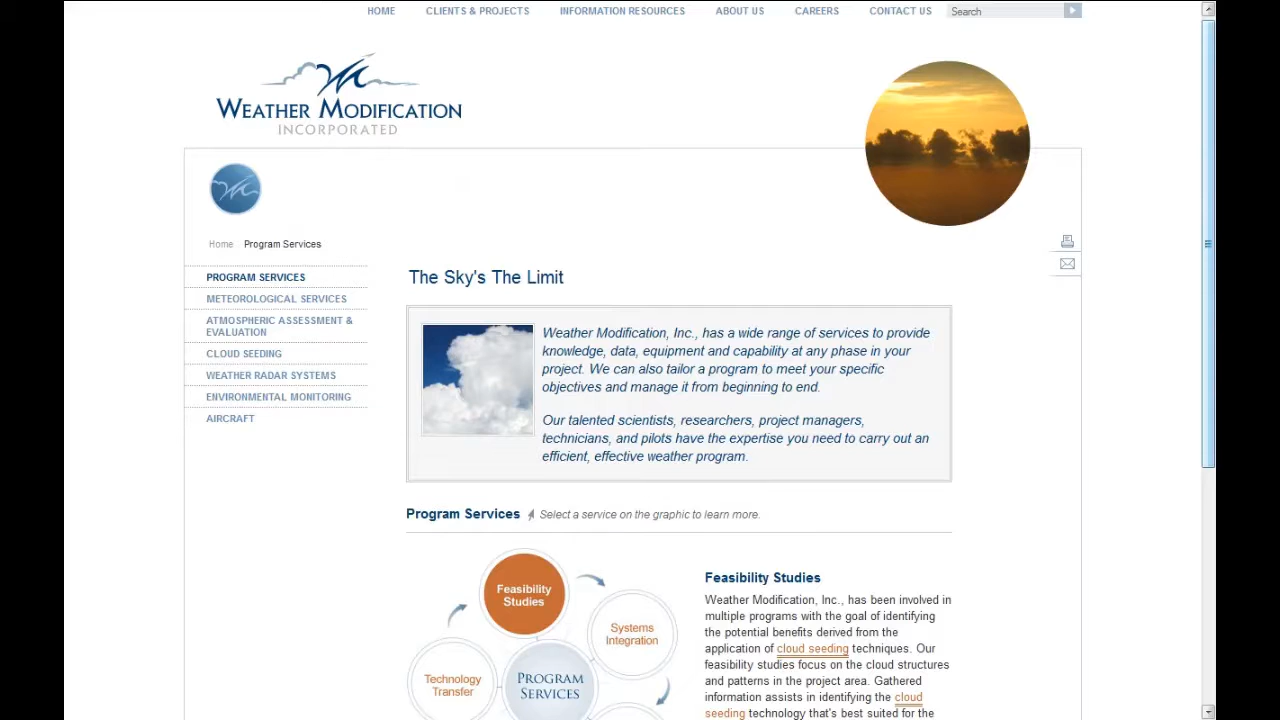 HOME CLIENTS & PROJECTS INFORMATION RESOURCES ABOUT US CAREERS CONTACT US Search
WEATHER MODIFICATION
INCORPORATED
Home Program Services
PROGRAM SERVICES
METEOROLOGICAL SERVICES
ATMOSPHERIC ASSESSMENT &
EVALUATION
CLOUD SEEDING
WEATHER RADAR SYSTEMS
ENVIRONMENTAL MONITORING
AIRCRAFT
The Sky's The Limit
Weather Modification, Inc., has a wide range of services to provide
knowledge, data, equipment and capability at any phase in your
project. We can also tailor a program to meet your specific
objectives and manage it from beginning to end.
Our talented scientists, researchers, project managers,
technicians, and pilots have the expertise you need to carry out an
efficient, effective weather program.
Program Services Select a service on the graphic to learn more.
Feasibility
Studies
Systems
Integration
Technology
Transfer
PROGRAM
SERVICES
Feasibility Studies
Weather Modification, Inc., has been involved in
multiple programs with the goal of identifying
the potential benefits derived from the
application of cloud seeding techniques. Our
feasibility studies focus on the cloud structures
and patterns in the project area. Gathered
information assists in identifying the cloud
seeding technology that's best suited for the